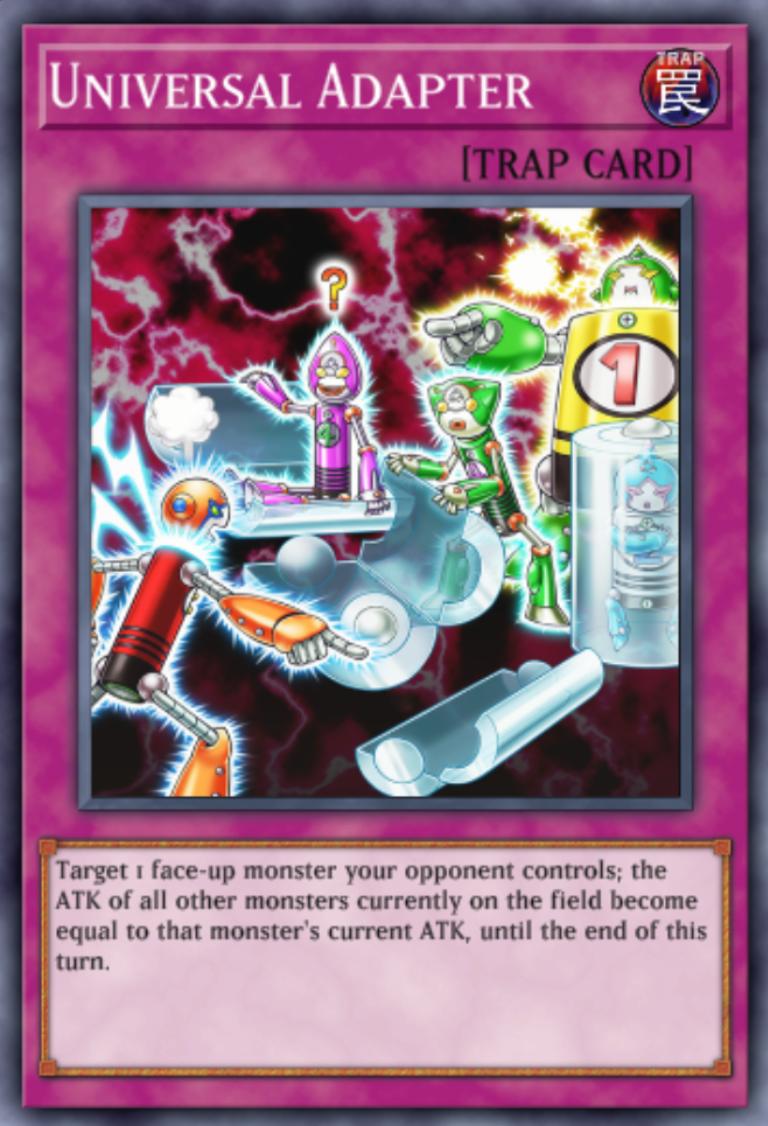 Universal Adapter
TRAP
罠
[TRAP CARD]
?
1
4
Target 1 face-up monster your opponent controls; the
ATK of all other monsters currently on the field become
equal to that monster's current ATK, until the end of this
turn.